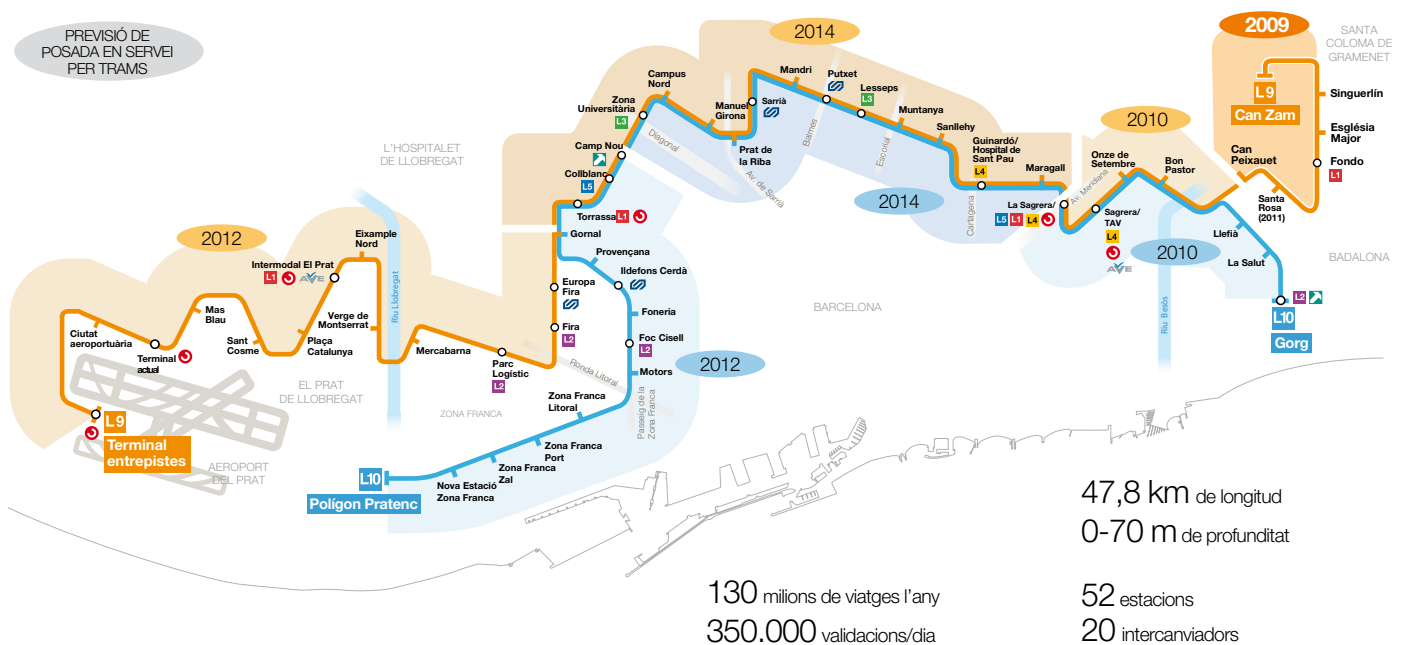 PREVISIÓ DE
POSADA EN SERVEI
PER TRAMS
2014
2009
SANTA
COLOMA DE
GRAMENET
L9
Can Zam
Singuerlín
Església
Major
Fondo
L1
Can
Peixauet
Santa
Rosa
(2011)
2010
Onze de
Setembre
Bon
Pastor
Llefià
La Salut
BADALONA
L2
L10
Gorg
2010
Riu Besòs
Sagrera/
TAV
L4
AVE
Av. Meridiana
La Sagrera/
L5 L1 L4
Maragall
Guinardó/
Hospital de
Sant Pau
L4
Cartagena
2014
Sanllehy
Muntanya
Escorial
Lesseps
L3
Putxet
Balmes
Mandri
Sarrià
Av. de Sarrià
Prat de
la Riba
Manuel
Girona
Diagonal
Campus
Nord
Zona
Universitària
L3
Camp Nou
Collblanc
L5
Torrassa L1
Gornal
L'HOSPITALET
DE LLOBREGAT
BARCELONA
Provençana
Ildefons Cerdà
Europa
Fira
Foneria
Fira
L2
Foc Cisell
L2
2012
Motors
Ronda Litoral
Passeig de la
Zona Franca
Parc
Logístic
L2
Mercabarna
ZONA FRANCA
Zona Franca
Litoral
Zona Franca
Port
Zona Franca
Zal
Nova Estació
Zona Franca
L10
Polígon Pratenc
2012
Eixample
Nord
Riu Llobregat
Intermodal El Prat
L1 AVE
Verge de
Montserrat
Plaça
Catalunya
Sant
Cosme
Mas
Blau
Terminal
actual
Ciutat
aeroportuària
EL PRAT
DE LLOBREGAT
L9
Terminal
entrepistes
AEROPORT
DEL PRAT
47,8 km de longitud
0-70 m de profunditat
130 milions de viatges l'any
350.000 validacions/dia
52 estacions
20 intercanviadors